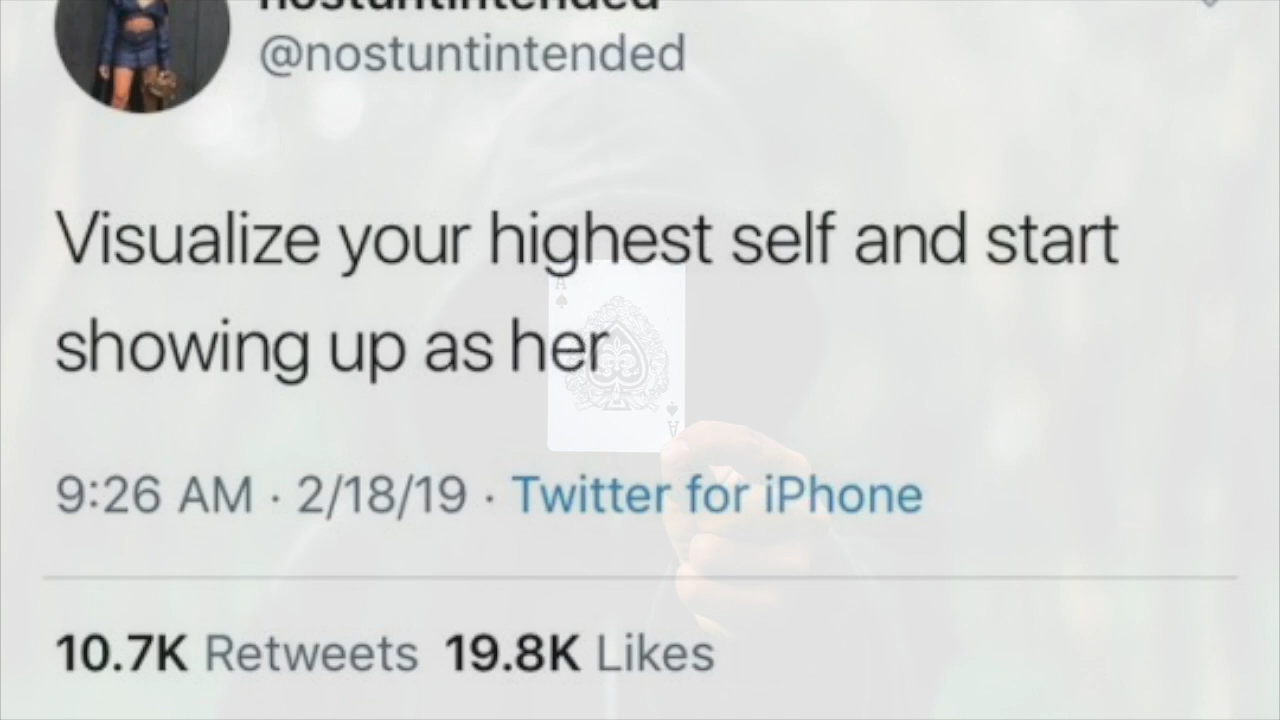 nostuntintended
@nostuntintended
Visualize your highest self and start
showing up as her
9:26 AM · 2/18/19 · Twitter for iPhone
10.7K Retweets 19.8K Likes
A
A